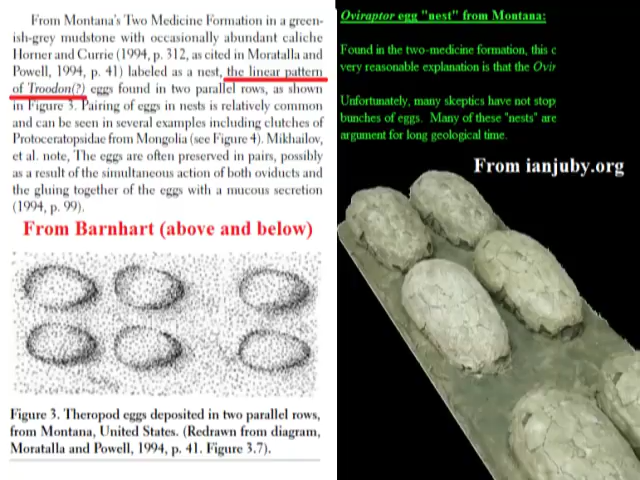 From Montana's Two Medicine Formation in a green-
ish-grey mudstone with occasionally abundant caliche
Horner and Currie (1994, p. 312, as cited in Moratalla and
Powell, 1994, p. 41) labeled as a nest, the linear pattern
of Troodon(?) eggs found in two parallel rows, as shown
in Figure 3. Pairing of eggs in nests is relatively common
and can be seen in several examples including clutches of
Protoceratopsidae from Mongolia (see Figure 4). Mikhailov,
et al. note, The eggs are often preserved in pairs, possibly
as a result of the simultaneous action of both oviducts and
the gluing together of the eggs with a mucous secretion
(1994, p. 99).
From Barnhart (above and below)
Figure 3. Theropod eggs deposited in two parallel rows,
from Montana, United States. (Redrawn from diagram,
Moratalla and Powell, 1994, p. 41. Figure 3.7).
Oviraptor egg "nest" from Montana:
Found in the two-medicine formation, this c
very reasonable explanation is that the Ovir
Unfortunately, many skeptics have not stop
bunches of eggs. Many of these "nests" are
argument for long geological time.
From ianjuby.org